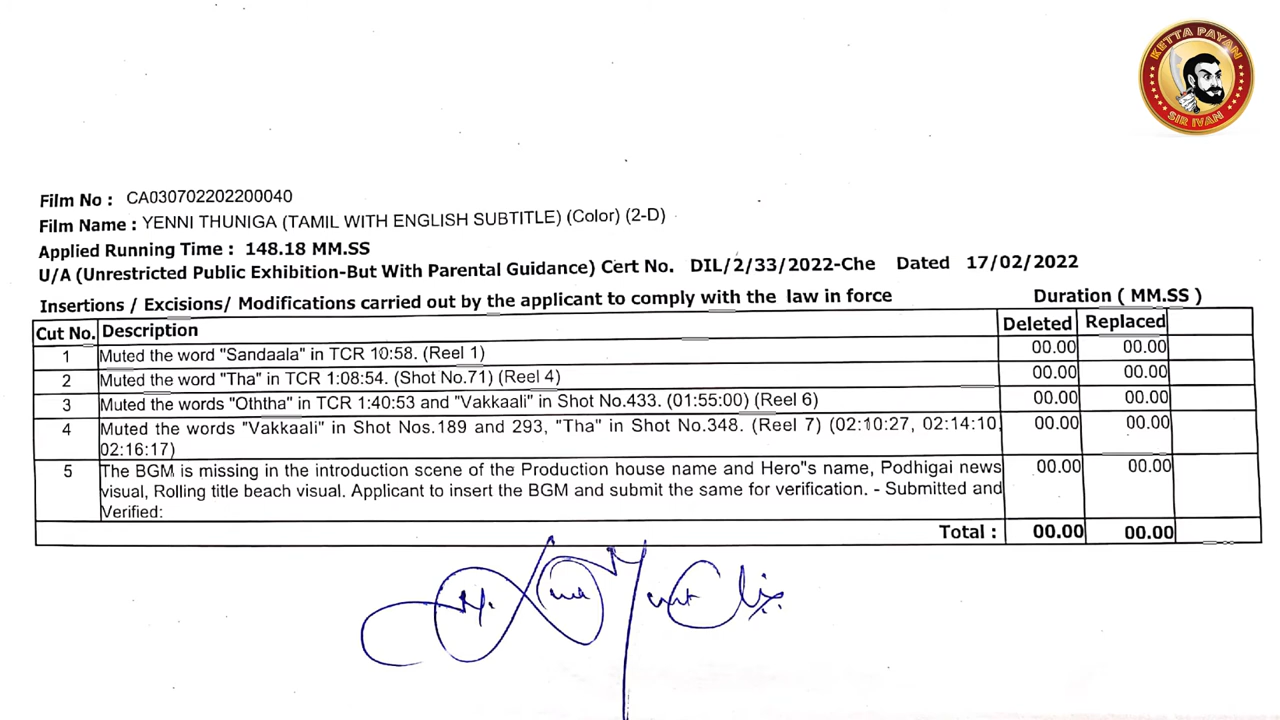 KETTA PAYAN
SIR IVAN
Film No : CA030702202200040
Film Name : YENNI THUNIGA (TAMIL WITH ENGLISH SUBTITLE) (Color) (2-D)
Applied Running Time : 148.18 MM.SS
U/A (Unrestricted Public Exhibition-But With Parental Guidance) Cert No. DIL/2/33/2022-Che Dated 17/02/2022
Insertions / Excisions/ Modifications carried out by the applicant to comply with the law in force Duration ( MM.SS )
Cut No. Description Deleted Replaced
1 Muted the word "Sandaala" in TCR 10:58. (Reel 1) 00.00 00.00
2 Muted the word "Tha" in TCR 1:08:54. (Shot No.71) (Reel 4) 00.00 00.00
3 Muted the words "Oththa" in TCR 1:40:53 and "Vakkaali" in Shot No.433. (01:55:00) (Reel 6) 00.00 00.00
4 Muted the words "Vakkaali" in Shot Nos.189 and 293, "Tha" in Shot No.348. (Reel 7) (02:10:27, 02:14:10, 00.00 00.00
02:16:17)
5 The BGM is missing in the introduction scene of the Production house name and Hero"s name, Podhigai news 00.00 00.00
visual, Rolling title beach visual. Applicant to insert the BGM and submit the same for verification. - Submitted and
Verified:
Total : 00.00 00.00